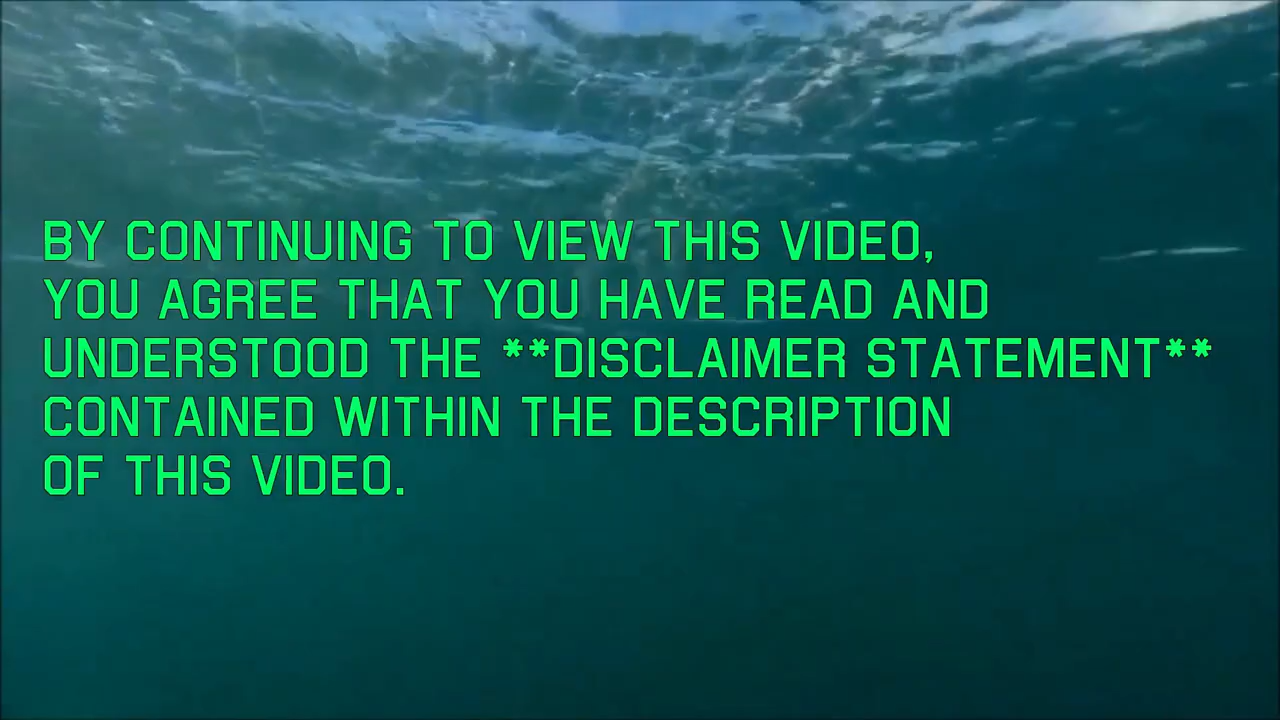 BY CONTINUING TO VIEW THIS VIDEO,
YOU AGREE THAT YOU HAVE READ AND
UNDERSTOOD THE **DISCLAIMER STATEMENT**
CONTAINED WITHIN THE DESCRIPTION
OF THIS VIDEO.